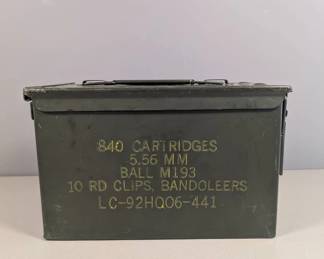 840 CARTRIDGES
5.56 MM
BALL M193
10 RD CLIPS, BANDOLEERS
LC-92HQ06-441